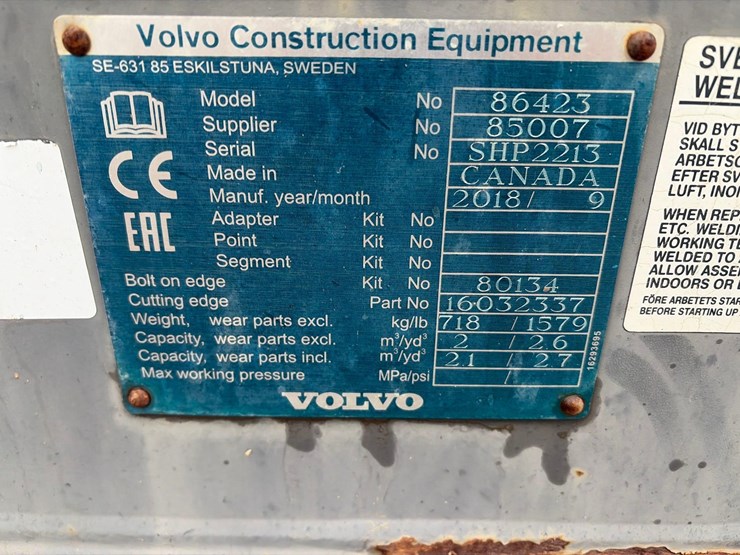 Volvo Construction Equipment
SE-631 85 ESKILSTUNA, SWEDEN
Model No 86423
Supplier No 85007
Serial No SHP2213
Made in CANADA
Manuf. year/month 2018/ 9
Adapter Kit No
Point Kit No
Segment Kit No
Bolt on edge Kit No 80134
Cutting edge Part No 16032337
Weight, wear parts excl. kg/lb 718 / 1579
Capacity, wear parts excl. m³/yd³ 2 / 2.6
Capacity, wear parts incl. m³/yd³ 2.1 / 2.7
Max working pressure MPa/psi /
VOLVO
CE
EAC
16293695
VID BYT
SKALL S
ARBETSO
EFTER SV
LUFT, INO
WHEN REP
ETC. WELDI
WORKING TE
WELDED TO
ALLOW ASSE
INDOORS OR
FÖRE ARBETETS STAR
BEFORE STARTING UP